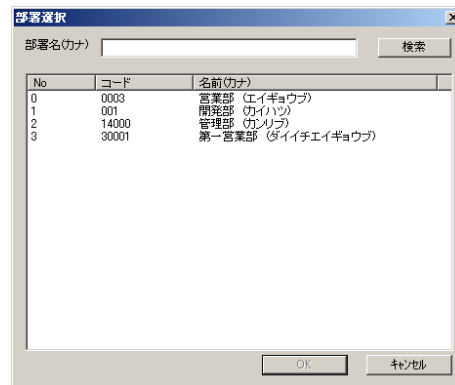 部署選択
部署名(カナ) 検索
No コード 名前(カナ)
0 0003 営業部 (エイギョウブ)
1 001 開発部 (カイハツ)
2 14000 管理部 (カンリブ)
3 30001 第一営業部 (ダイイチエイギョウブ)
OK キャンセル